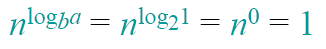 n^{log_b a} = n^{log_2 1} = n^0 = 1